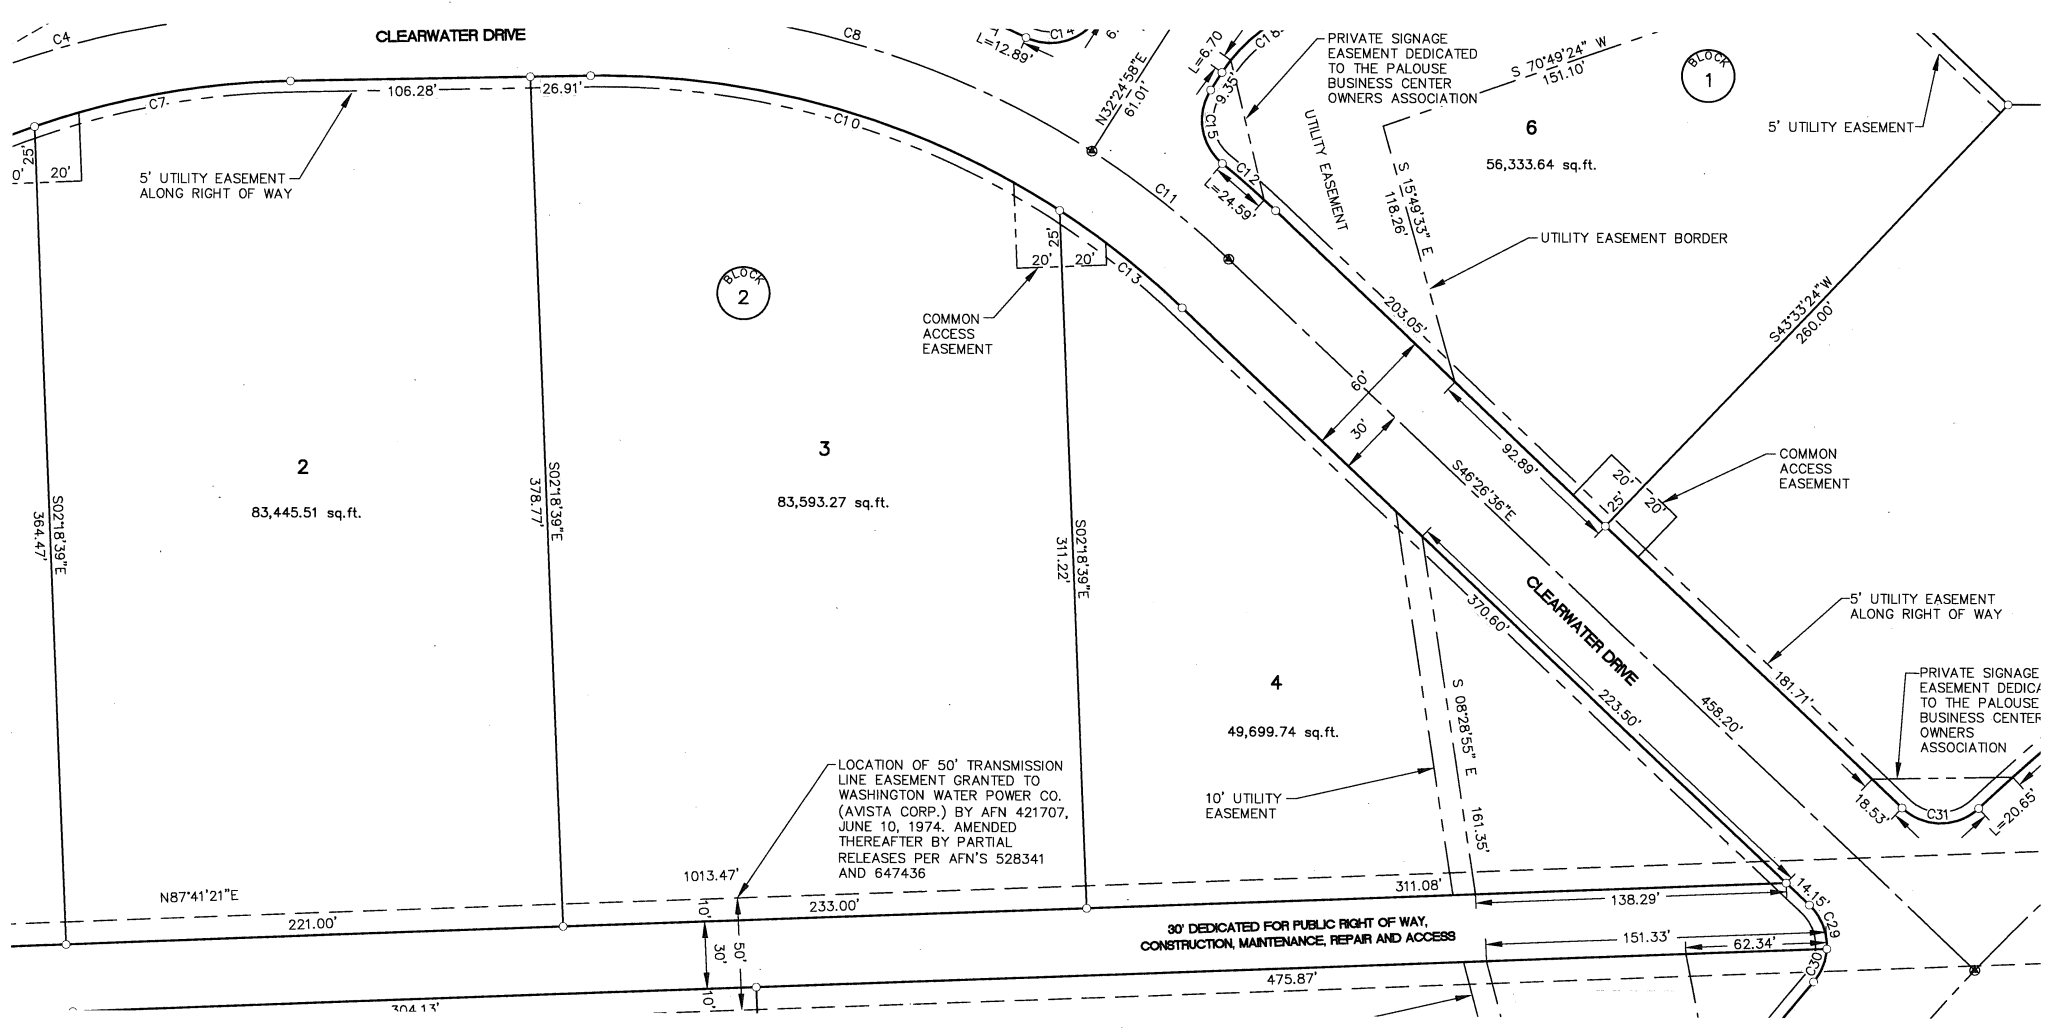 C4
CLEARWATER DRIVE
C8
C14
L=12.89'
6.
N32°24'58"E
61.01'
L=6.70
9.35'
C18
C15
C12
L=24.59'
PRIVATE SIGNAGE
EASEMENT DEDICATED
TO THE PALOUSE
BUSINESS CENTER
OWNERS ASSOCIATION
UTILITY EASEMENT
S 70°49'24" W
151.10'
BLOCK
1
6
56,333.64 sq.ft.
5' UTILITY EASEMENT
C7
106.28'
26.91'
C10
C11
25'
0'
20'
5' UTILITY EASEMENT
ALONG RIGHT OF WAY
S 15°49'33" E
118.26'
UTILITY EASEMENT BORDER
25'
20'
20'
C13
BLOCK
2
COMMON
ACCESS
EASEMENT
203.05'
S43°33'24"W
260.00'
60'
30'
92.89'
S46°26'36"E
20'
25'
20'
COMMON
ACCESS
EASEMENT
2
83,445.51 sq.ft.
3
83,593.27 sq.ft.
S02°18'39"E
364.47'
S02°18'39"E
378.77'
S02°18'39"E
311.22'
370.60'
CLEARWATER DRIVE
5' UTILITY EASEMENT
ALONG RIGHT OF WAY
4
49,699.74 sq.ft.
S 08°28'55" E
161.35'
223.50'
458.20'
181.71'
PRIVATE SIGNAGE
EASEMENT DEDICA
TO THE PALOUSE
BUSINESS CENTER
OWNERS
ASSOCIATION
LOCATION OF 50' TRANSMISSION
LINE EASEMENT GRANTED TO
WASHINGTON WATER POWER CO.
(AVISTA CORP.) BY AFN 421707,
JUNE 10, 1974. AMENDED
THEREAFTER BY PARTIAL
RELEASES PER AFN'S 528341
AND 647436
10' UTILITY
EASEMENT
18.53'
C31
L=20.65'
1013.47'
N87°41'21"E
221.00'
233.00'
311.08'
138.29'
14.15'
C29
10'
30'
50'
10'
30' DEDICATED FOR PUBLIC RIGHT OF WAY,
CONSTRUCTION, MAINTENANCE, REPAIR AND ACCESS
151.33'
62.34'
C30
475.87'
304.13'